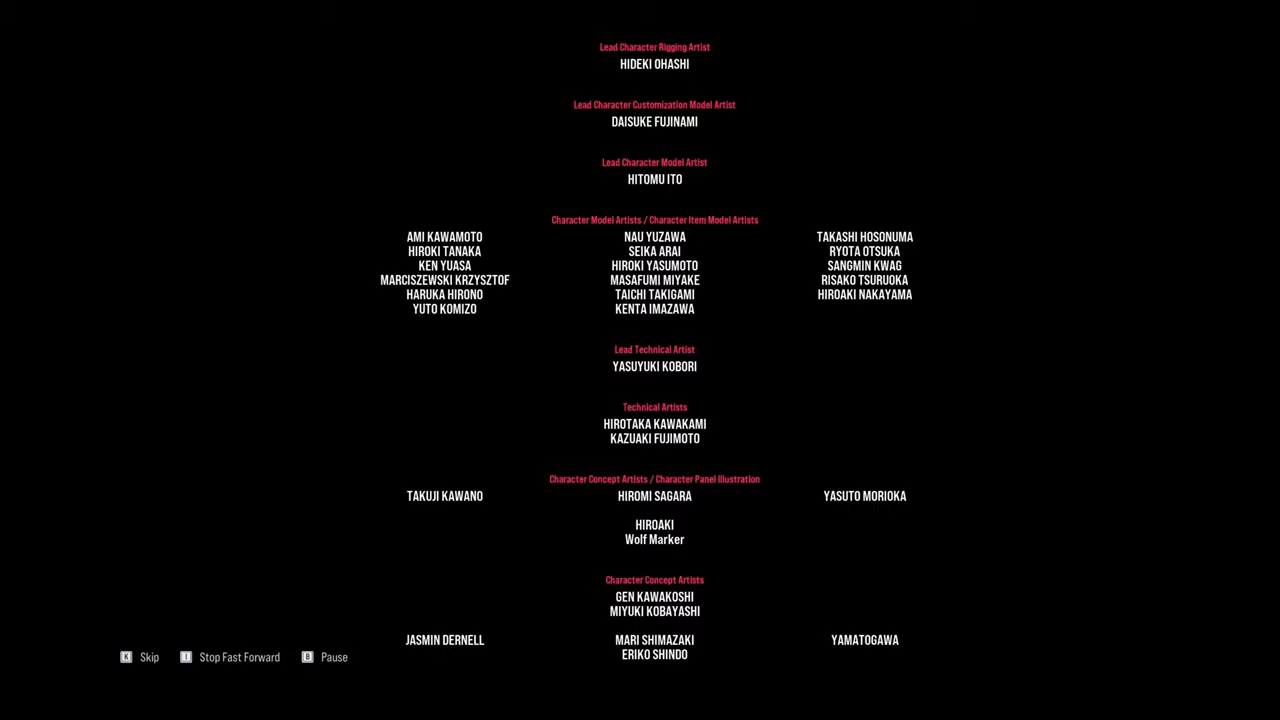 Lead Character Rigging Artist
HIDEKI OHASHI
Lead Character Customization Model Artist
DAISUKE FUJINAMI
Lead Character Model Artist
HITOMU ITO
Character Model Artists / Character Item Model Artists
AMI KAWAMOTO NAU YUZAWA TAKASHI HOSONUMA
HIROKI TANAKA SEIKA ARAI RYOTA OTSUKA
KEN YUASA HIROKI YASUMOTO SANGMIN KWAG
MARCISZEWSKI KRZYSZTOF MASAFUMI MIYAKE RISAKO TSURUOKA
HARUKA HIRONO TAICHI TAKIGAMI HIROAKI NAKAYAMA
YUTO KOMIZO KENTA IMAZAWA
Lead Technical Artist
YASUYUKI KOBORI
Technical Artists
HIROTAKA KAWAKAMI
KAZUAKI FUJIMOTO
Character Concept Artists / Character Panel Illustration
TAKUJI KAWANO HIROMI SAGARA YASUTO MORIOKA
HIROAKI
Wolf Marker
Character Concept Artists
GEN KAWAKOSHI
MIYUKI KOBAYASHI
JASMIN DERNELL MARI SHIMAZAKI YAMATOGAWA
ERIKO SHINDO
K Skip I Stop Fast Forward B Pause